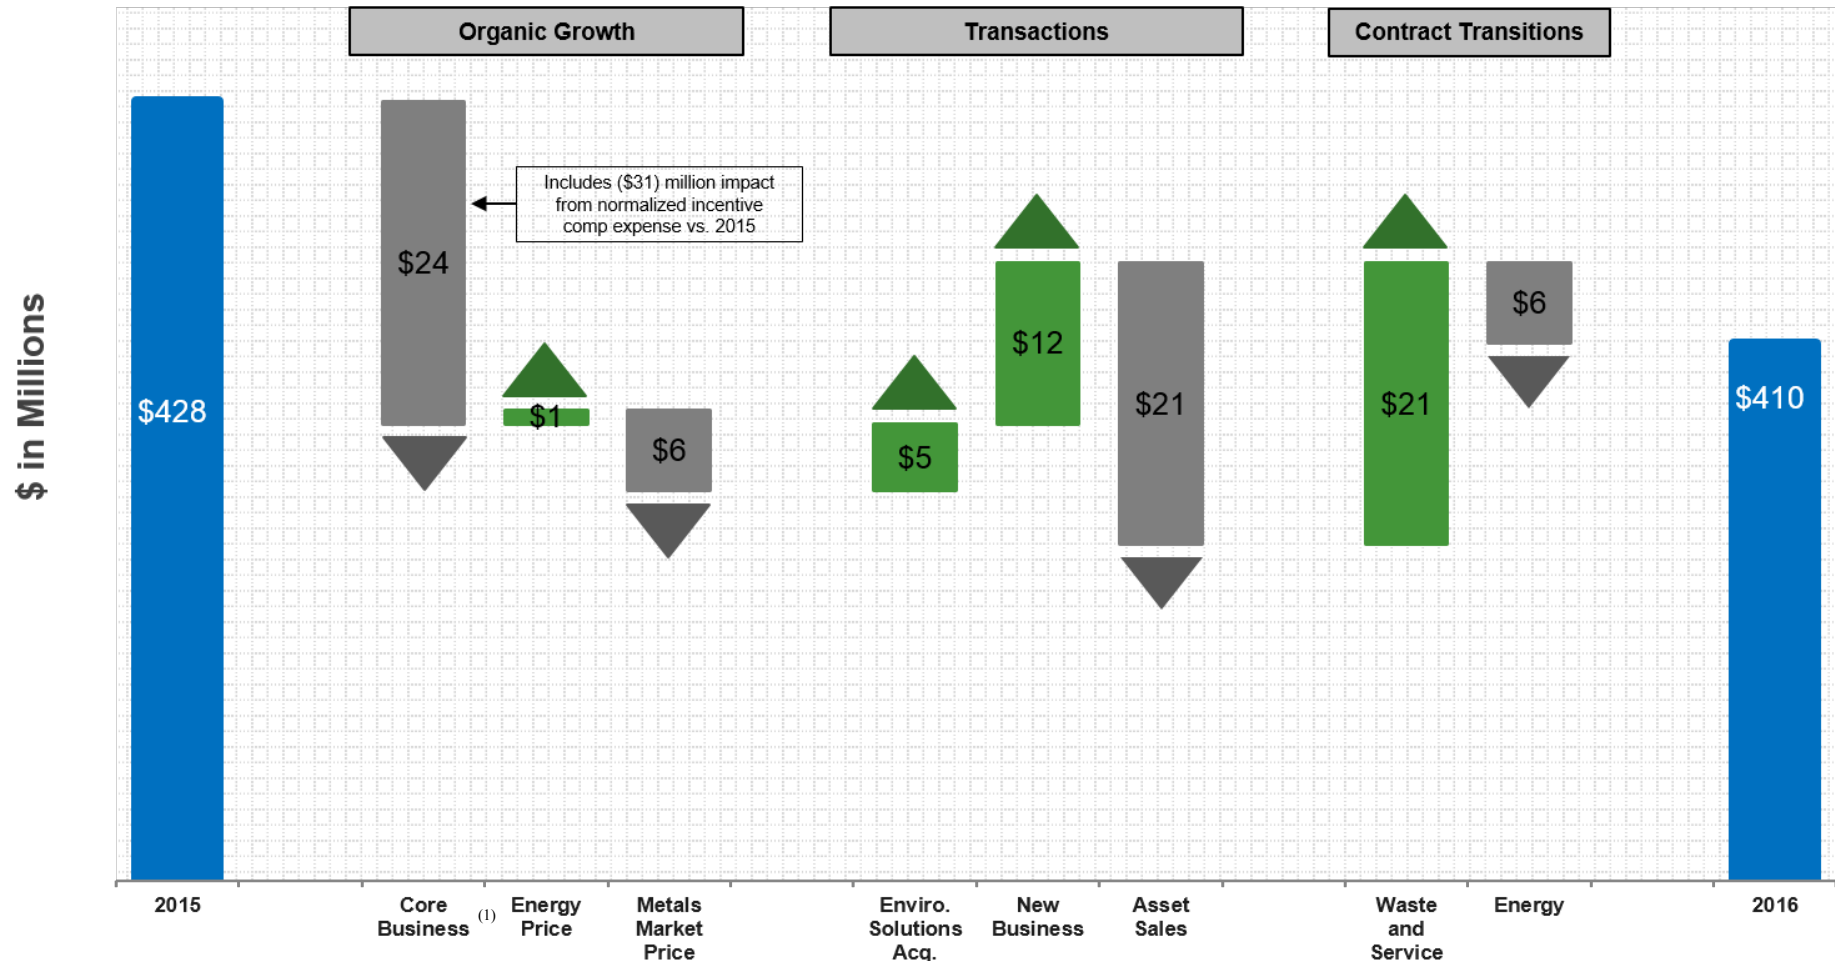 Organic Growth
Transactions
Contract Transitions
$ in Millions
$428
$24
Includes ($31) million impact
from normalized incentive
comp expense vs. 2015
$1
$6
$5
$12
$21
$21
$6
$410
2015
Core
Business (1)
Energy
Price
Metals
Market
Price
Enviro.
Solutions
Acq.
New
Business
Asset
Sales
Waste
and
Service
Energy
2016